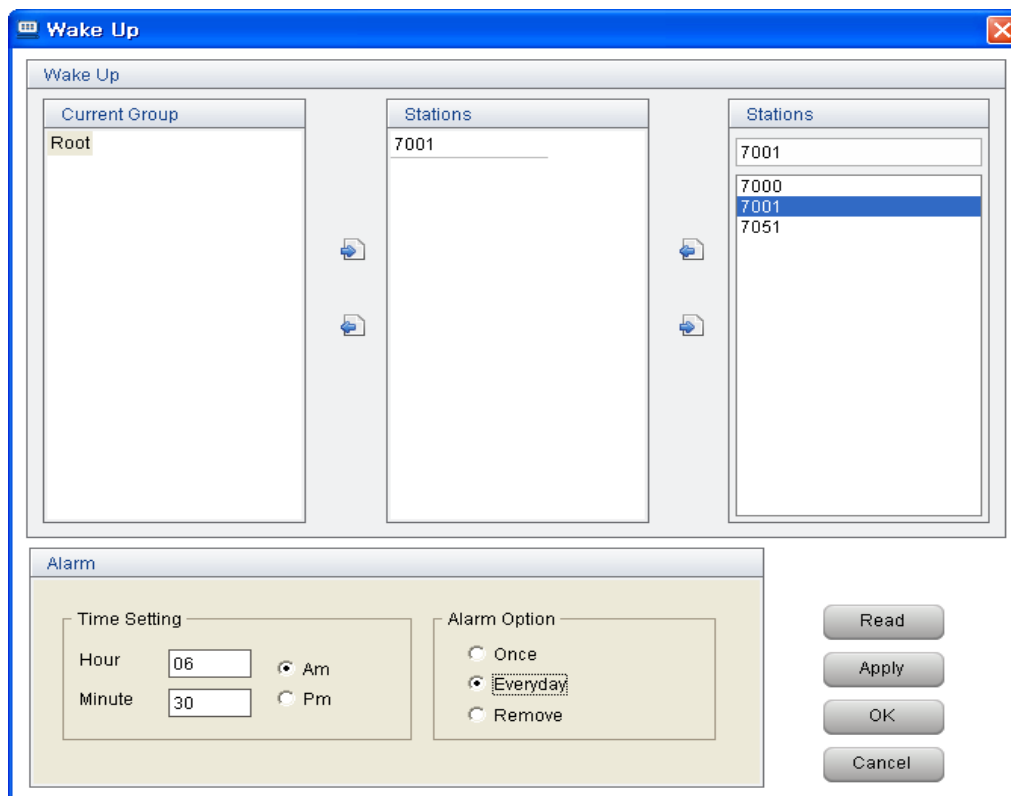 Wake Up
Wake Up
Current Group
Root
Stations
7001
Stations
7001
7000
7001
7051
Alarm
Time Setting
Hour 06 Am
Minute 30 Pm
Alarm Option
Once
Everyday
Remove
Read
Apply
OK
Cancel